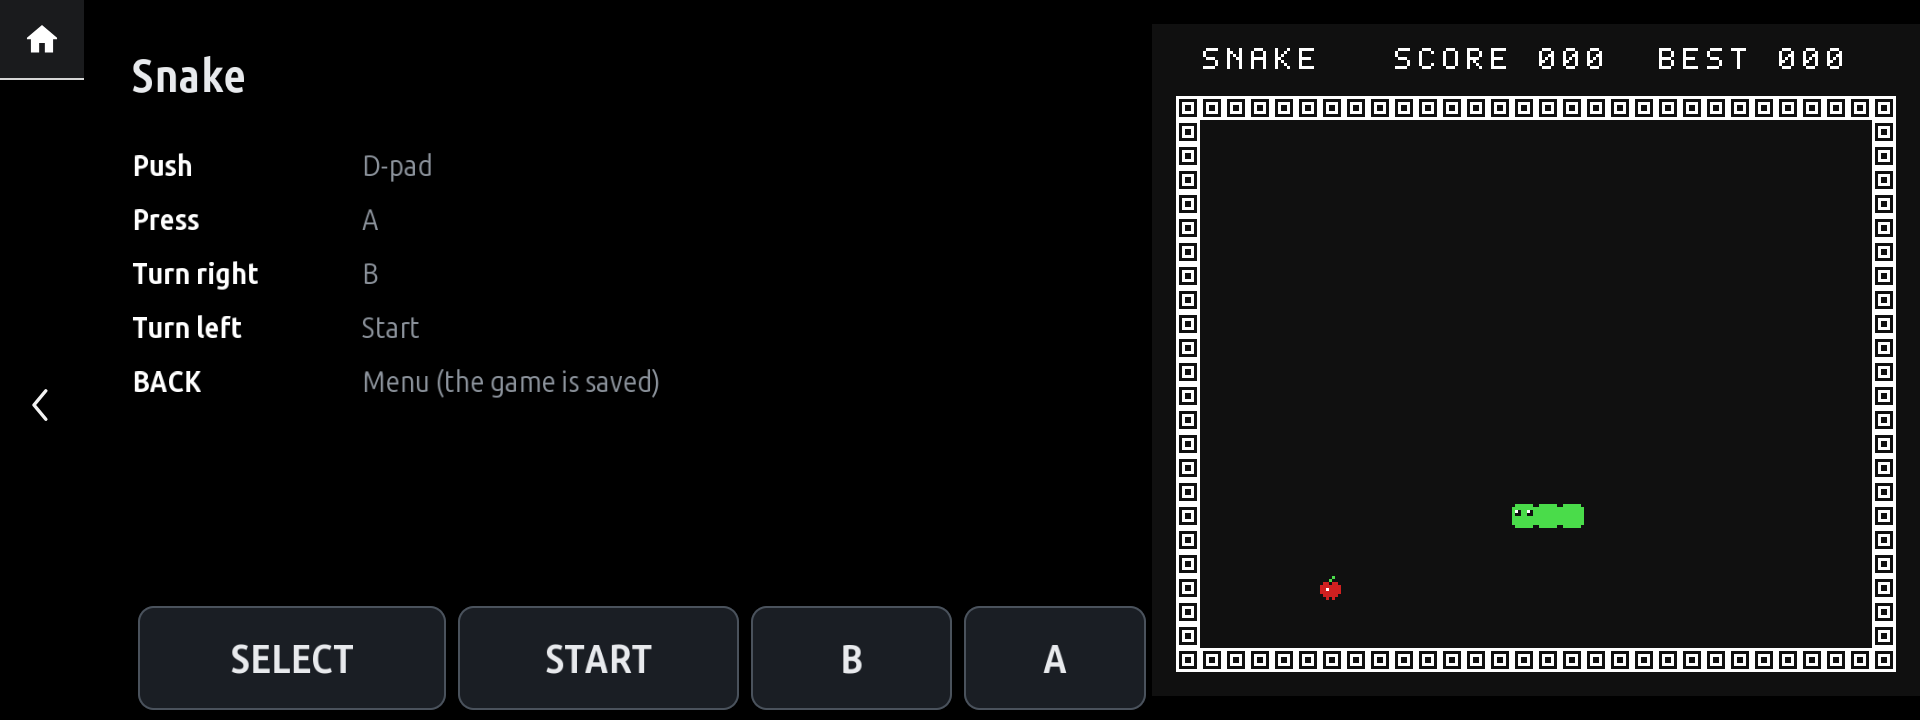 Snake
Push D-pad
Press A
Turn right B
Turn left Start
BACK Menu (the game is saved)
SELECT START B A
SNAKE SCORE 000 BEST 000